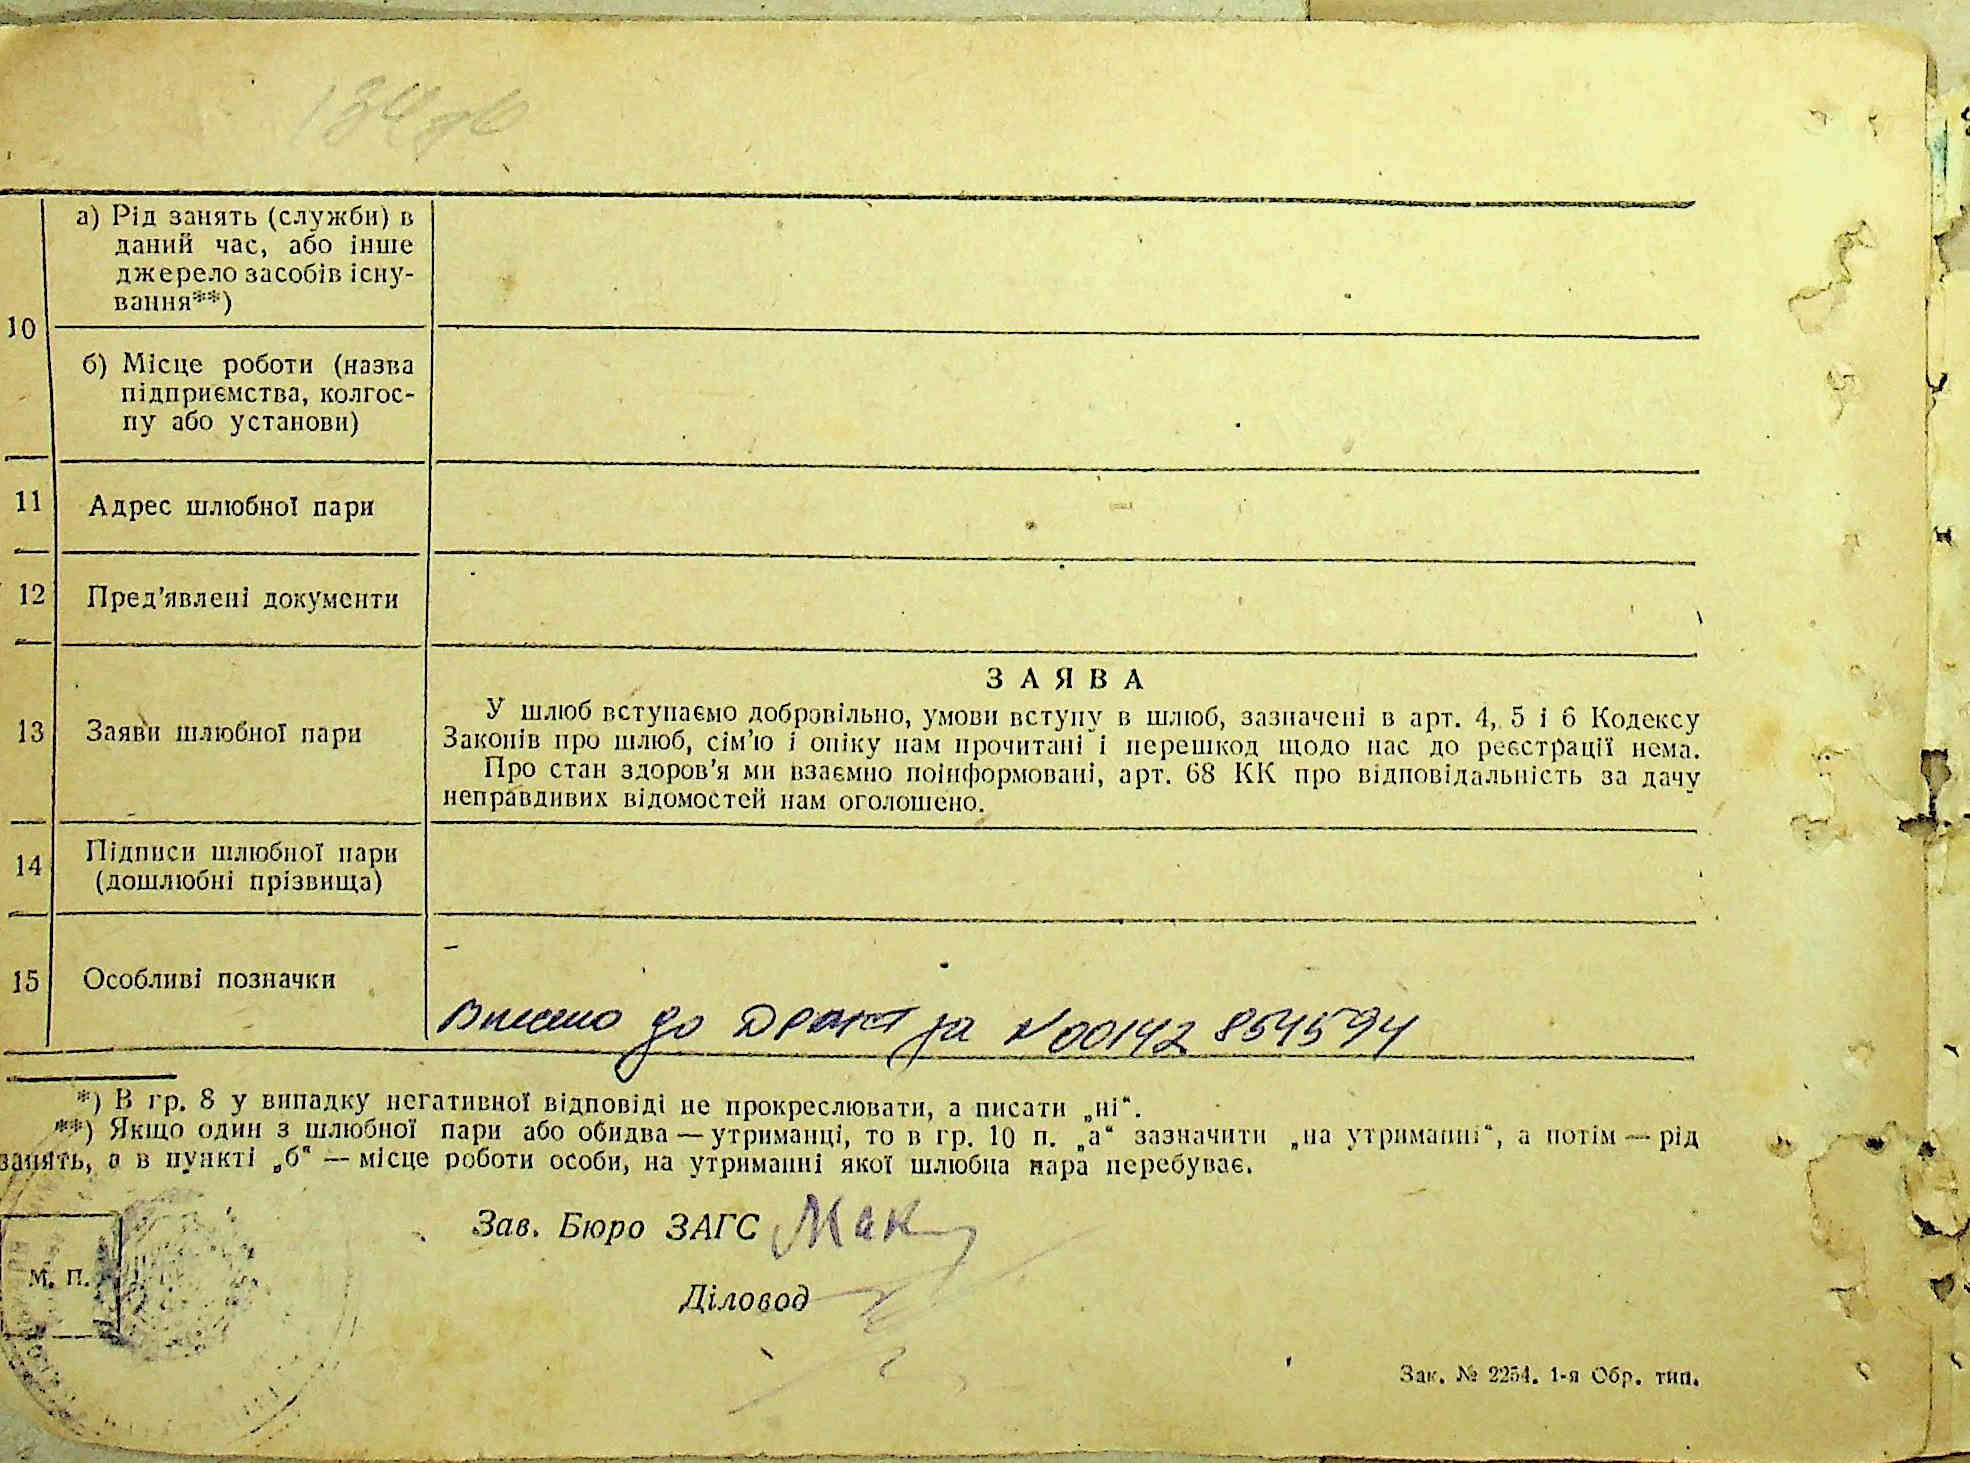 10
а) Рід занять (служби) в
даний час, або інше
джерело засобів існу-
вання**)
б) Місце роботи (назва
підприємства, колгос-
пу або установи)
11 Адрес шлюбної пари
12 Пред’явлені документи
13 Заяви шлюбної пари
ЗАЯВА
У шлюб вступаємо добровільно, умови вступу в шлюб, зазначені в арт. 4, 5 і 6 Кодексу
Законів про шлюб, сім’ю і опіку нам прочитані і перешкод щодо нас до реєстрації нема.
Про стан здоров’я ми взаємно поінформовані, арт. 68 КК про відповідальність за дачу
неправдивих відомостей нам оголошено.
14 Підписи шлюбної пари
(дошлюбні прізвища)
15 Особливі позначки
Внесено до ДРАЦС за №00142 854594
*) В гр. 8 у випадку негативної відповіді не прокреслювати, а писати „ні“.
**) Якщо один з шлюбної пари або обидва — утриманці, то в гр. 10 п. „а“ зазначити „на утриманні“, а потім — рід
занять, а в пункті „б“ — місце роботи особи, на утриманні якої шлюбна пара перебуває.
Зав. Бюро ЗАГС Мак
М. П.
Діловод
Зак. № 2254. 1-я Обр. тип.